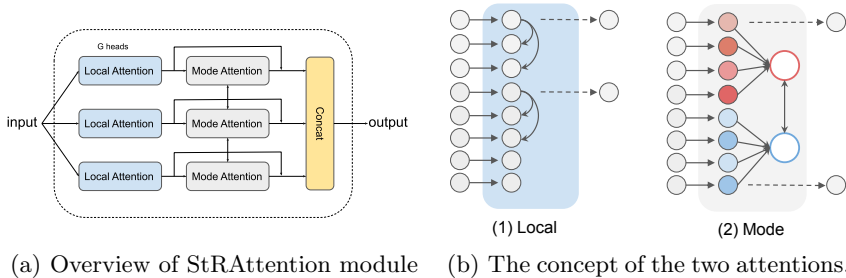 G heads
Local Attention
Mode Attention
input
Local Attention
Mode Attention
Concat
output
Local Attention
Mode Attention
(1) Local
(2) Mode
(a) Overview of StRAttention module
(b) The concept of the two attentions.